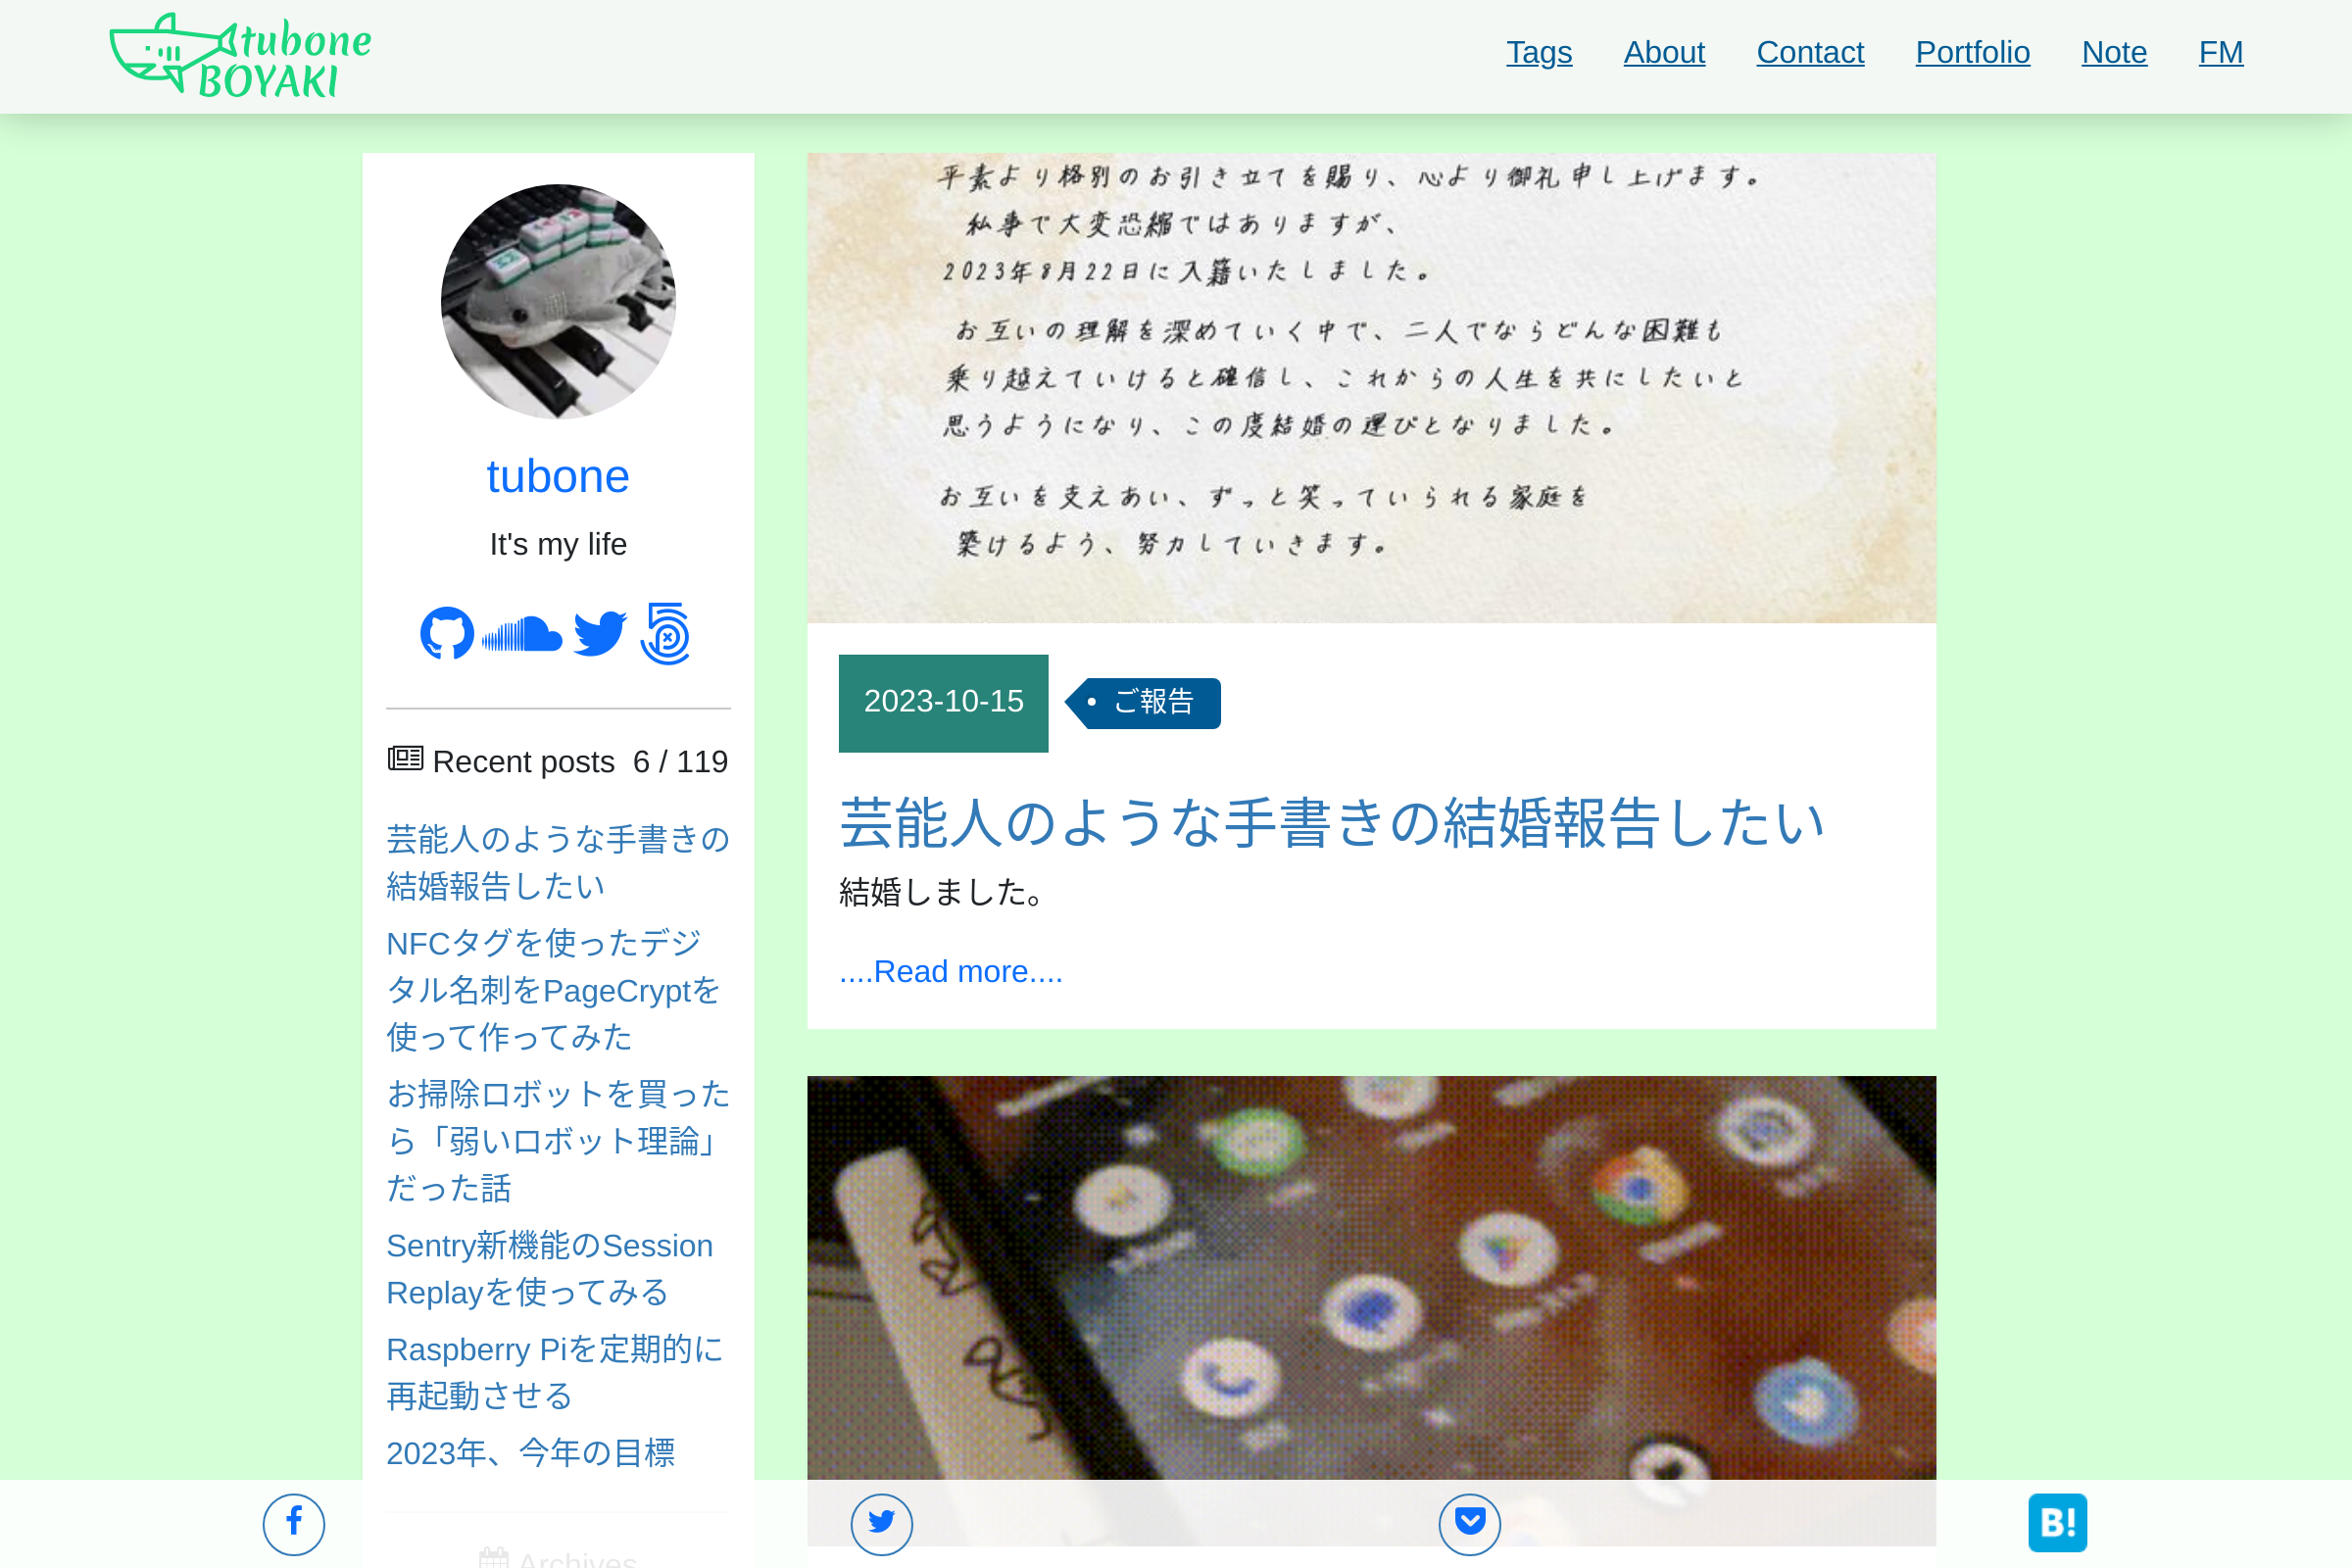 tubone
BOYAKI
Tags About Contact Portfolio Note FM
tubone
It's my life
Recent posts 6 / 119
芸能人のような手書きの
結婚報告したい
NFCタグを使ったデジ
タル名刺をPageCryptを
使って作ってみた
お掃除ロボットを買った
ら「弱いロボット理論」
だった話
Sentry新機能のSession
Replayを使ってみる
Raspberry Piを定期的に
再起動させる
2023年、今年の目標
Archives
平素より格別のお引き立てを賜り、心より御礼申し上げます。
私事で大変恐縮ではありますが、
2023年8月22日に入籍いたしました。
お互いの理解を深めていく中で、二人でならどんな困難も
乗り越えていけると確信し、これからの人生を共にしたいと
思うようになり、この度結婚の運びとなりました。
お互いを支えあい、ずっと笑っていられる家庭を
築けるよう、努力していきます。
2023-10-15 ご報告
芸能人のような手書きの結婚報告したい
結婚しました。
....Read more....
B!